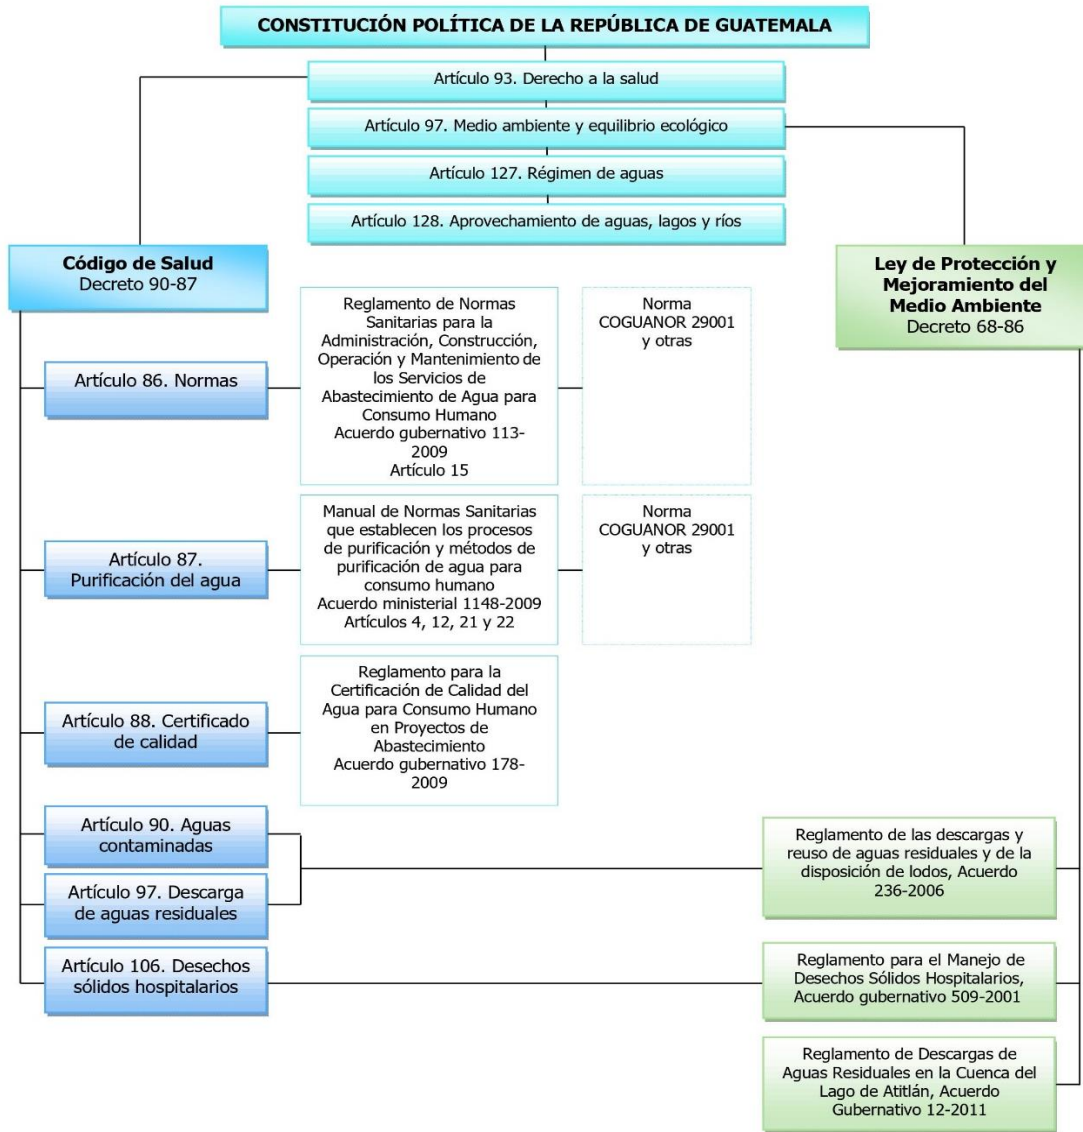 CONSTITUCIÓN POLÍTICA DE LA REPÚBLICA DE GUATEMALA
Artículo 93. Derecho a la salud
Artículo 97. Medio ambiente y equilibrio ecológico
Artículo 127. Régimen de aguas
Artículo 128. Aprovechamiento de aguas, lagos y ríos
Código de Salud
Decreto 90-87
Ley de Protección y
Mejoramiento del
Medio Ambiente
Decreto 68-86
Artículo 86. Normas
Reglamento de Normas
Sanitarias para la
Administración, Construcción,
Operación y Mantenimiento de
los Servicios de
Abastecimiento de Agua para
Consumo Humano
Acuerdo gubernativo 113-
2009
Artículo 15
Norma
COGUANOR 29001
y otras
Artículo 87.
Purificación del agua
Manual de Normas Sanitarias
que establecen los procesos
de purificación y métodos de
purificación de agua para
consumo humano
Acuerdo ministerial 1148-2009
Artículos 4, 12, 21 y 22
Norma
COGUANOR 29001
y otras
Artículo 88. Certificado
de calidad
Reglamento para la
Certificación de Calidad del
Agua para Consumo Humano
en Proyectos de
Abastecimiento
Acuerdo gubernativo 178-
2009
Artículo 90. Aguas
contaminadas
Artículo 97. Descarga
de aguas residuales
Reglamento de las descargas y
reuso de aguas residuales y de la
disposición de lodos, Acuerdo
236-2006
Artículo 106. Desechos
sólidos hospitalarios
Reglamento para el Manejo de
Desechos Sólidos Hospitalarios,
Acuerdo gubernativo 509-2001
Reglamento de Descargas de
Aguas Residuales en la Cuenca del
Lago de Atitlán, Acuerdo
Gubernativo 12-2011